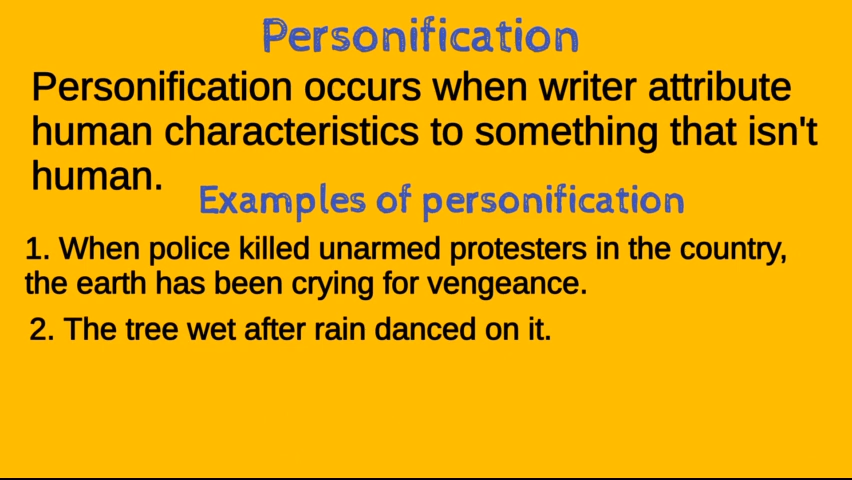 Personification
Personification occurs when writer attribute
human characteristics to something that isn't
human.
Examples of personification
1. When police killed unarmed protesters in the country,
the earth has been crying for vengeance.
2. The tree wet after rain danced on it.